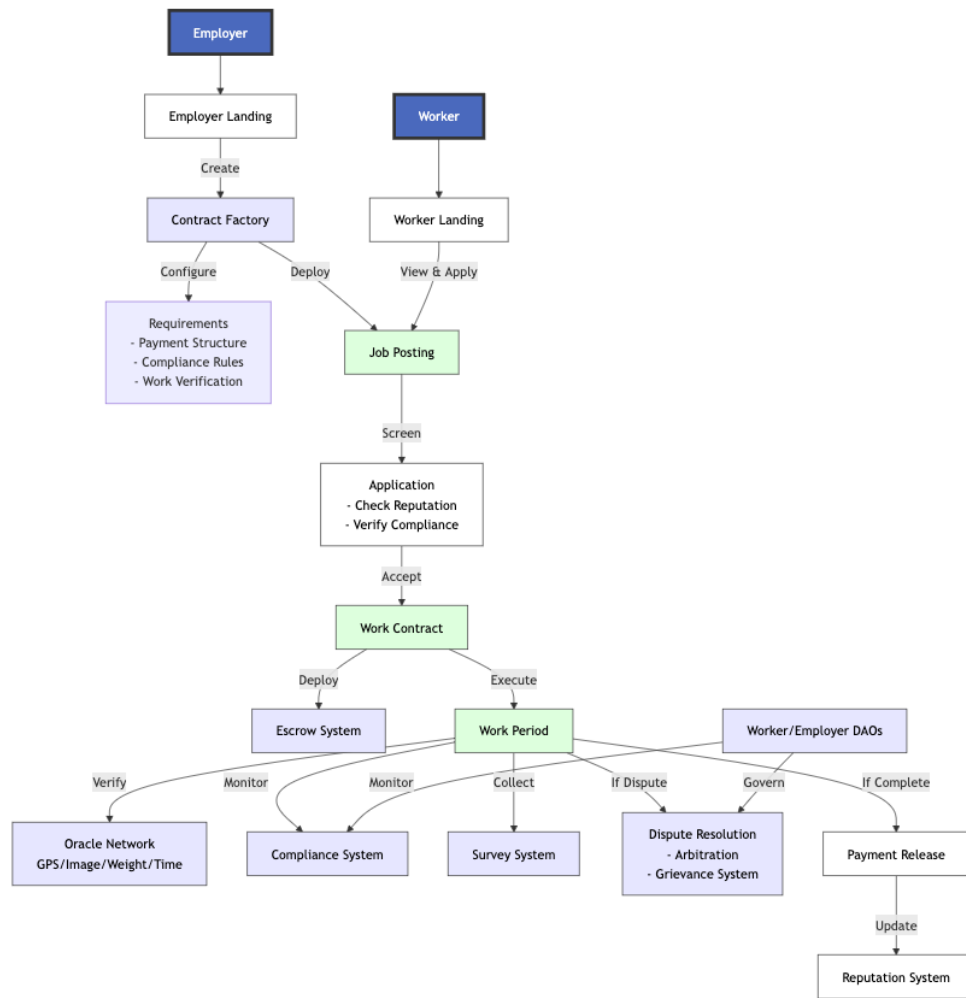 Employer
Employer Landing
Worker
Create
Contract Factory
Worker Landing
Configure
Deploy
View & Apply
Requirements
- Payment Structure
- Compliance Rules
- Work Verification
Job Posting
Screen
Application
- Check Reputation
- Verify Compliance
Accept
Work Contract
Deploy
Execute
Escrow System
Work Period
Worker/Employer DAOs
Verify
Monitor
Monitor
Collect
If Dispute
Govern
If Complete
Oracle Network
GPS/Image/Weight/Time
Compliance System
Survey System
Dispute Resolution
- Arbitration
- Grievance System
Payment Release
Update
Reputation System